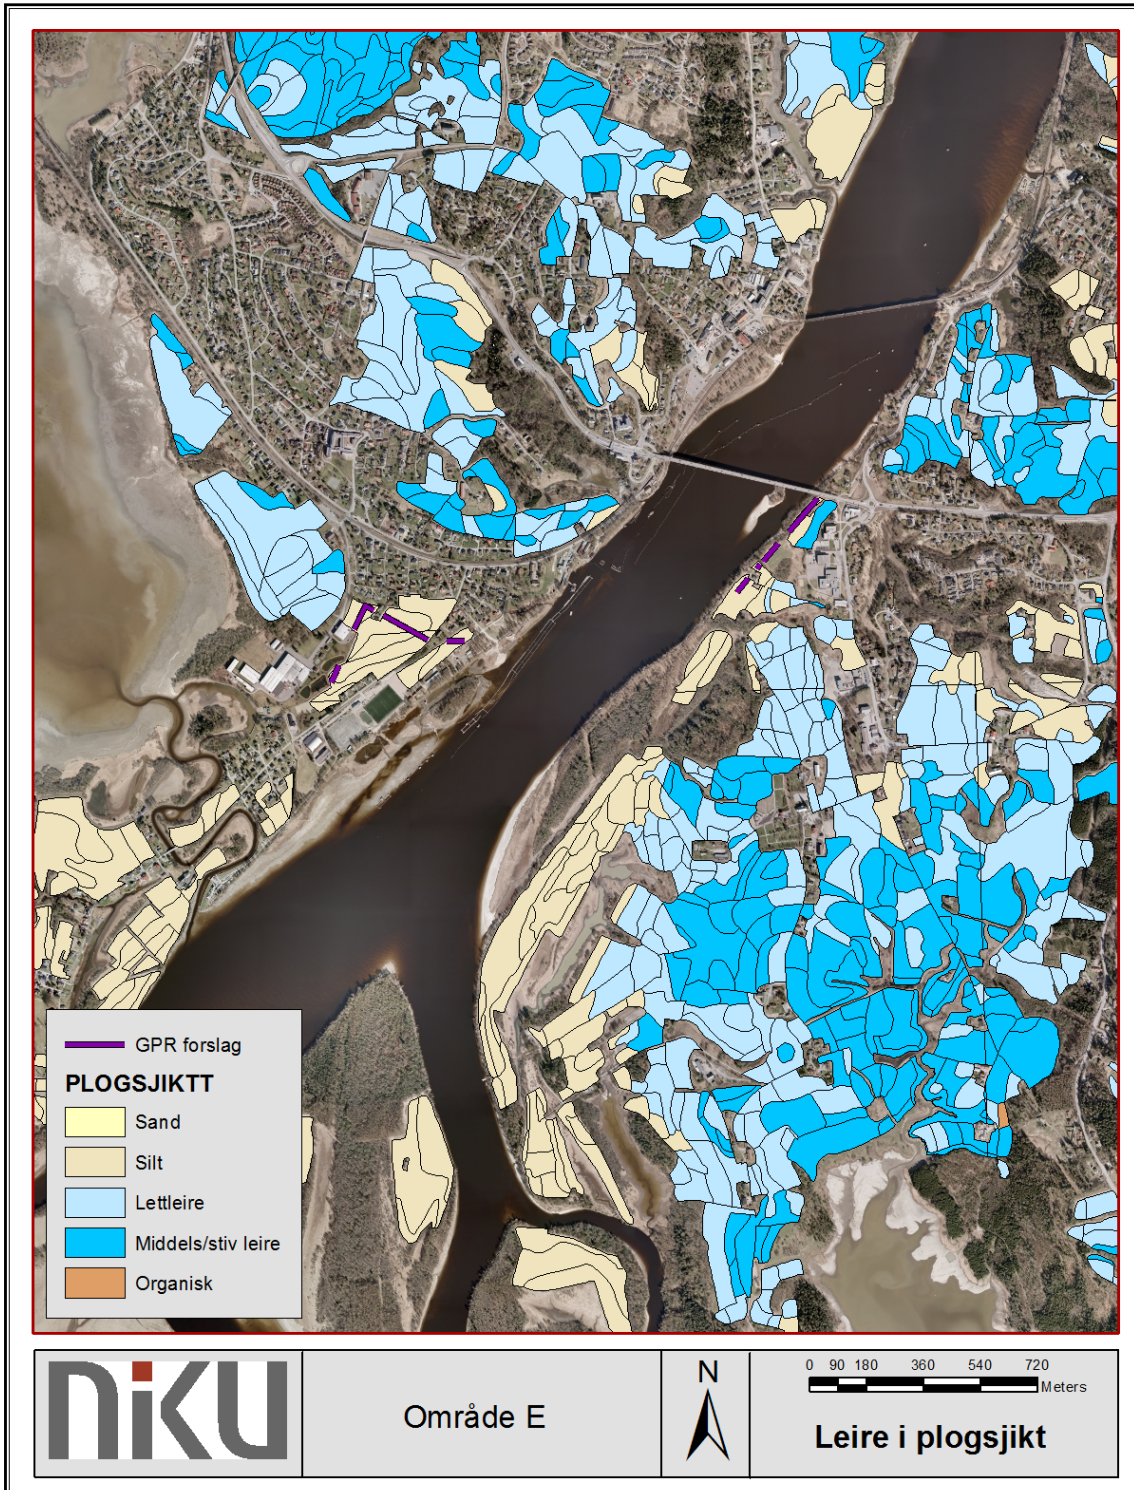 GPR forslag
PLOGSJIKTT
Sand
Silt
Lettleire
Middels/stiv leire
Organisk
NiKU
Område E
N
0 90 180 360 540 720
Meters
Leire i plogsjikt